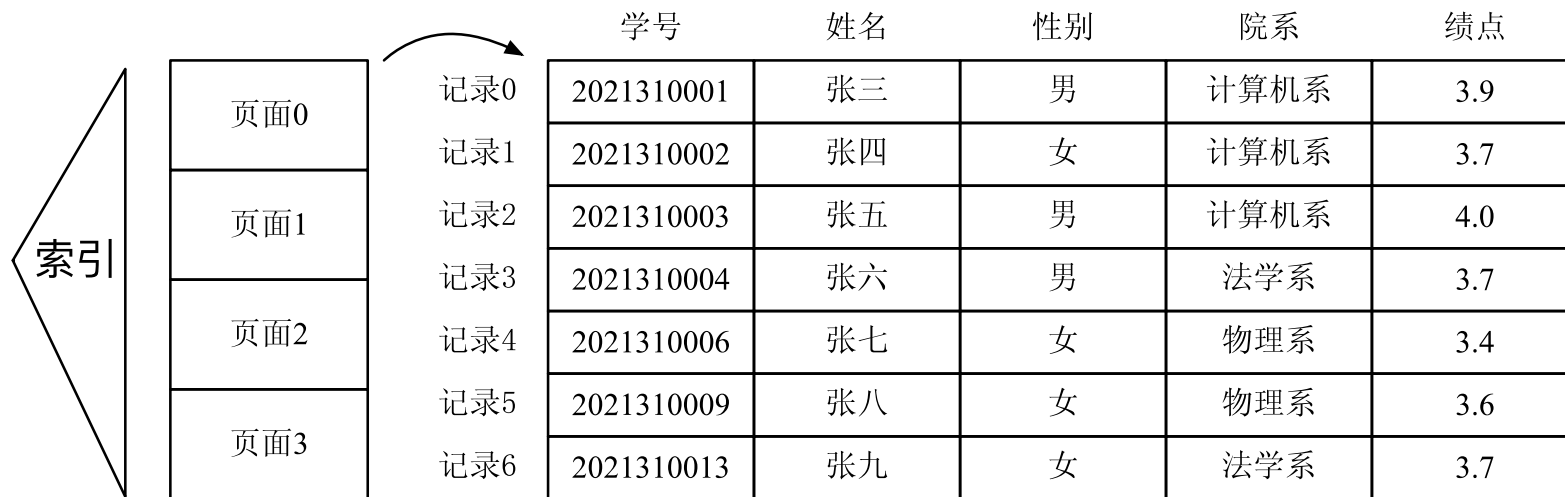 学号 姓名 性别 院系 绩点
记录0 2021310001 张三 男 计算机系 3.9
页面0
记录1 2021310002 张四 女 计算机系 3.7
页面1
记录2 2021310003 张五 男 计算机系 4.0
索引
记录3 2021310004 张六 男 法学系 3.7
页面2
记录4 2021310006 张七 女 物理系 3.4
记录5 2021310009 张八 女 物理系 3.6
页面3
记录6 2021310013 张九 女 法学系 3.7